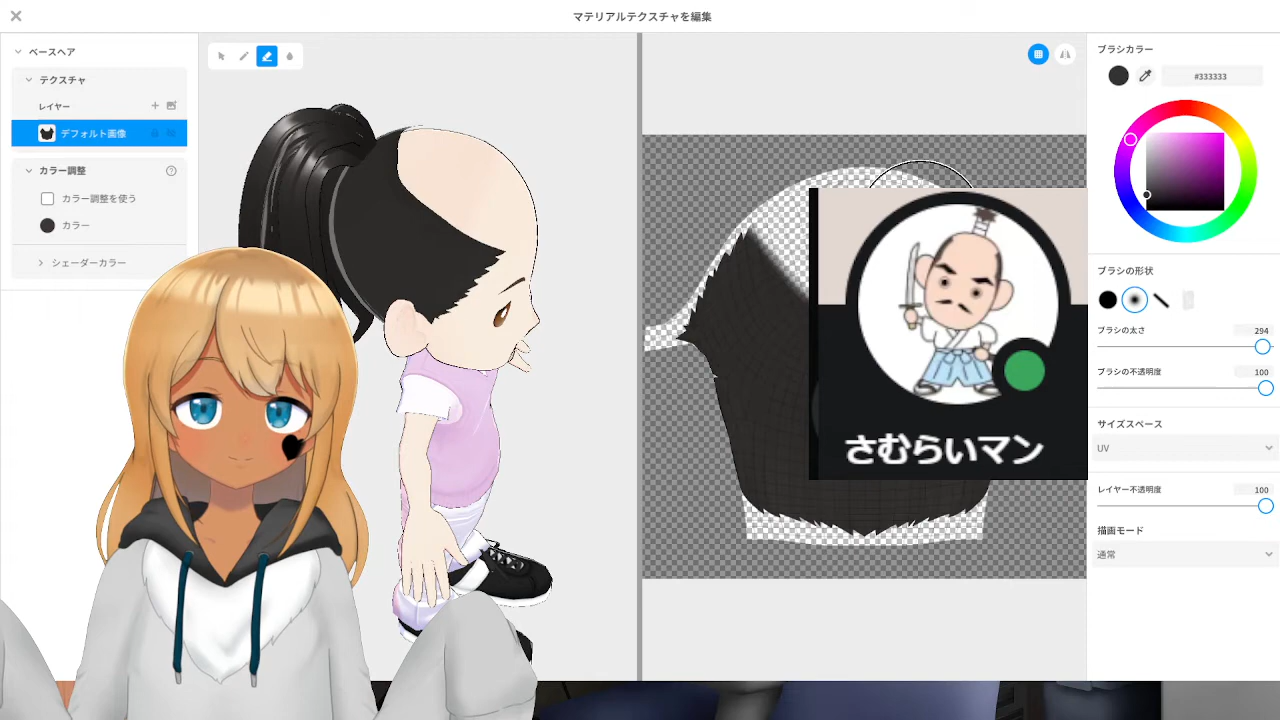 マテリアルテクスチャを編集
ベースヘア
テクスチャ
レイヤー
デフォルト画像
カラー調整
カラー調整を使う
カラー
シェーダーカラー
さむらいマン
ブラシカラー
#333333
ブラシの形状
ブラシの太さ 294
ブラシの不透明度 100
サイズスペース
UV
レイヤー不透明度 100
描画モード
通常